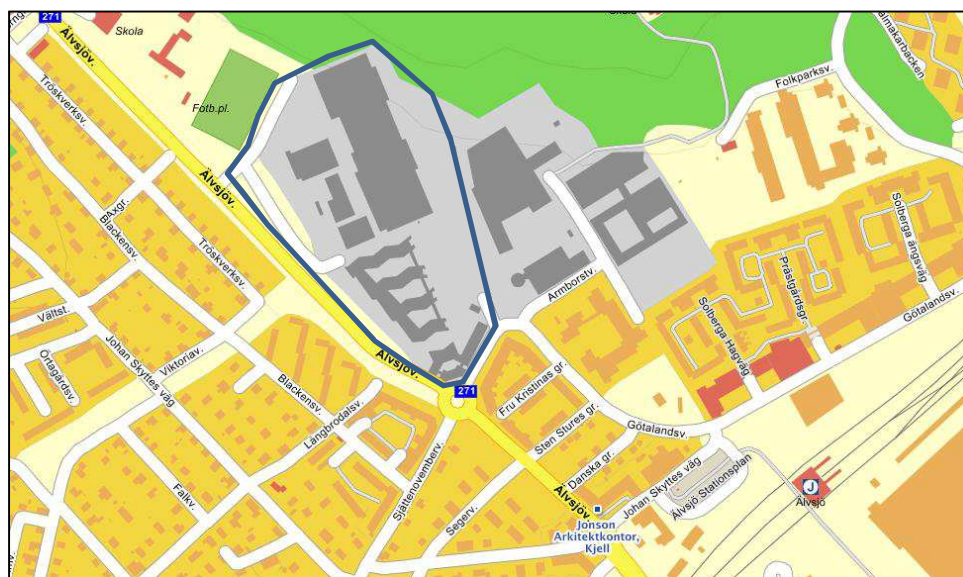 271
Älvsjöv.
Skola
Fotb.pl.
Tröskverksv.
Älvsjöv.
Folkparksv.
BAxgr.
Blackensv.
Tröskverksv.
Solberga ängsväg
Armborstv.
Prästgårdsgr.
Solberga Hagväg
Götalandsv.
Vältst.
Johan Skyttes väg
Viktoriav.
Örtagårdsv.
Blackensv.
Älvsjöv.
271
Långbrodalsv.
Fru Kristinas gr.
Sten Stures gr.
Götalandsv.
Danska gr.
Falkv.
Sjättenovemberv.
Segerv.
Älvsjöv.
Johan Skyttes väg
Älvsjö Stationsplan
J
Älvsjö
Jonson
Arkitektkontor,
Kjell